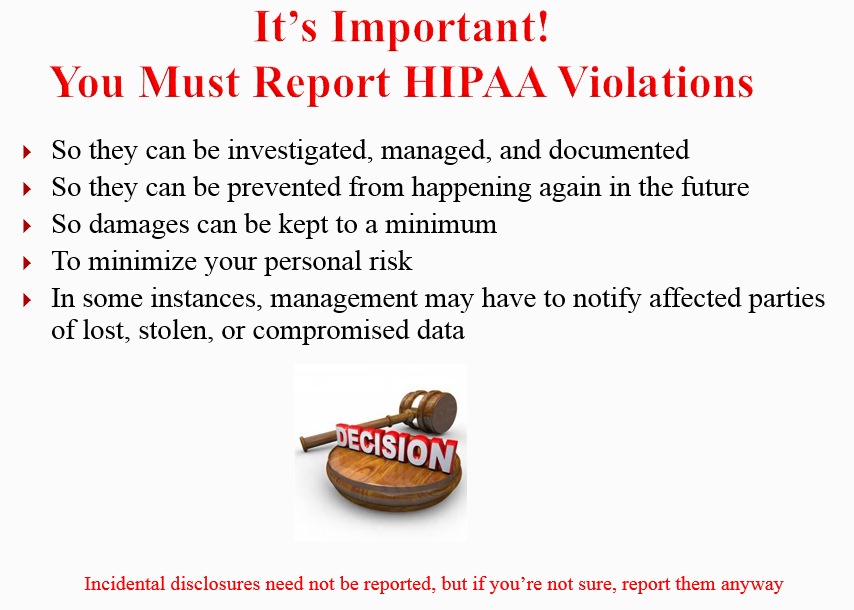 It’s Important!
You Must Report HIPAA Violations
So they can be investigated, managed, and documented
So they can be prevented from happening again in the future
So damages can be kept to a minimum
To minimize your personal risk
In some instances, management may have to notify affected parties
of lost, stolen, or compromised data
DECISION
Incidental disclosures need not be reported, but if you’re not sure, report them anyway